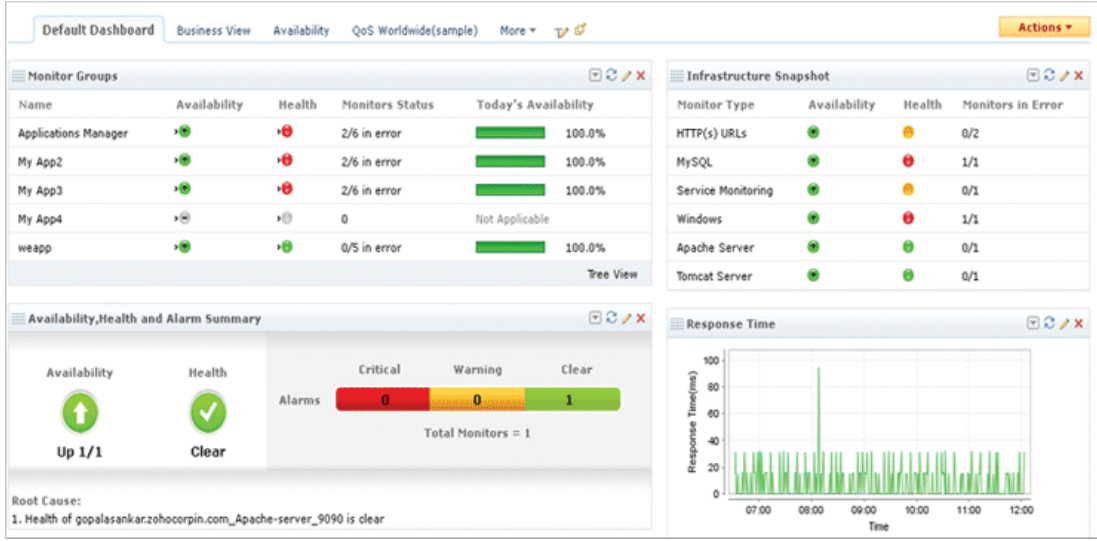 Default Dashboard Business View Availability QoS Worldwide(sample) More Actions
Monitor Groups
Name Availability Health Monitors Status Today's Availability
Applications Manager 2/6 in error 100.0%
My App2 2/6 in error 100.0%
My App3 2/6 in error 100.0%
My App4 0 Not Applicable
weapp 0/5 in error 100.0%
Tree View
Infrastructure Snapshot
Monitor Type Availability Health Monitors in Error
HTTP(s) URLs 0/2
MySQL 1/1
Service Monitoring 0/1
Windows 1/1
Apache Server 0/1
Tomcat Server 0/1
Availability,Health and Alarm Summary
Availability Health
Up 1/1 Clear
Critical Warning Clear
Alarms 0 0 1
Total Monitors = 1
Root Cause:
1. Health of gopalasankar.zohocorpin.com_Apache-server_9090 is clear
Response Time
Response Time(ms)
100
80
60
40
20
0
07:00 08:00 09:00 10:00 11:00 12:00
Time